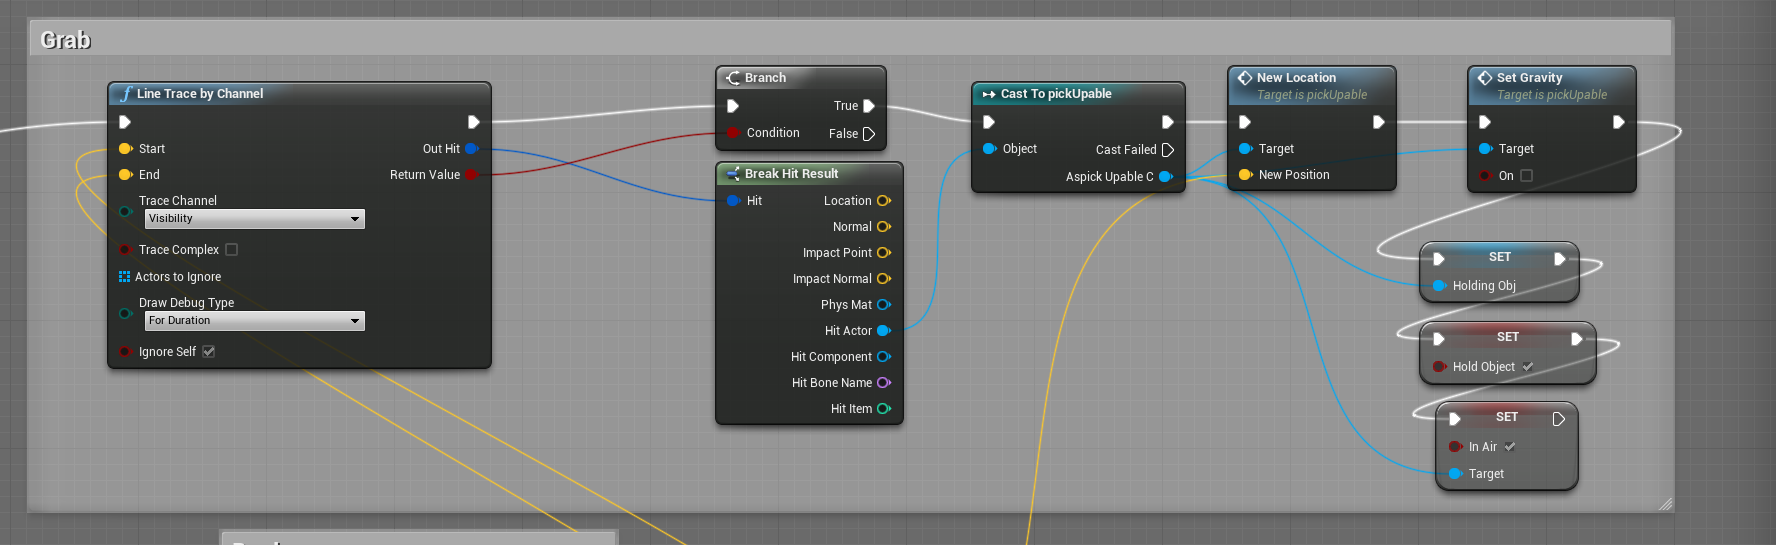 Grab
Line Trace by Channel
Start
Out Hit
End
Return Value
Trace Channel
Visibility
Trace Complex
Actors to Ignore
Draw Debug Type
For Duration
Ignore Self
Branch
True
Condition
False
Break Hit Result
Hit
Location
Normal
Impact Point
Impact Normal
Phys Mat
Hit Actor
Hit Component
Hit Bone Name
Hit Item
Cast To pickUpable
Object
Cast Failed
Aspick Upable C
New Location
Target is pickUpable
Target
New Position
Set Gravity
Target is pickUpable
Target
On
SET
Holding Obj
SET
Hold Object
SET
In Air
Target